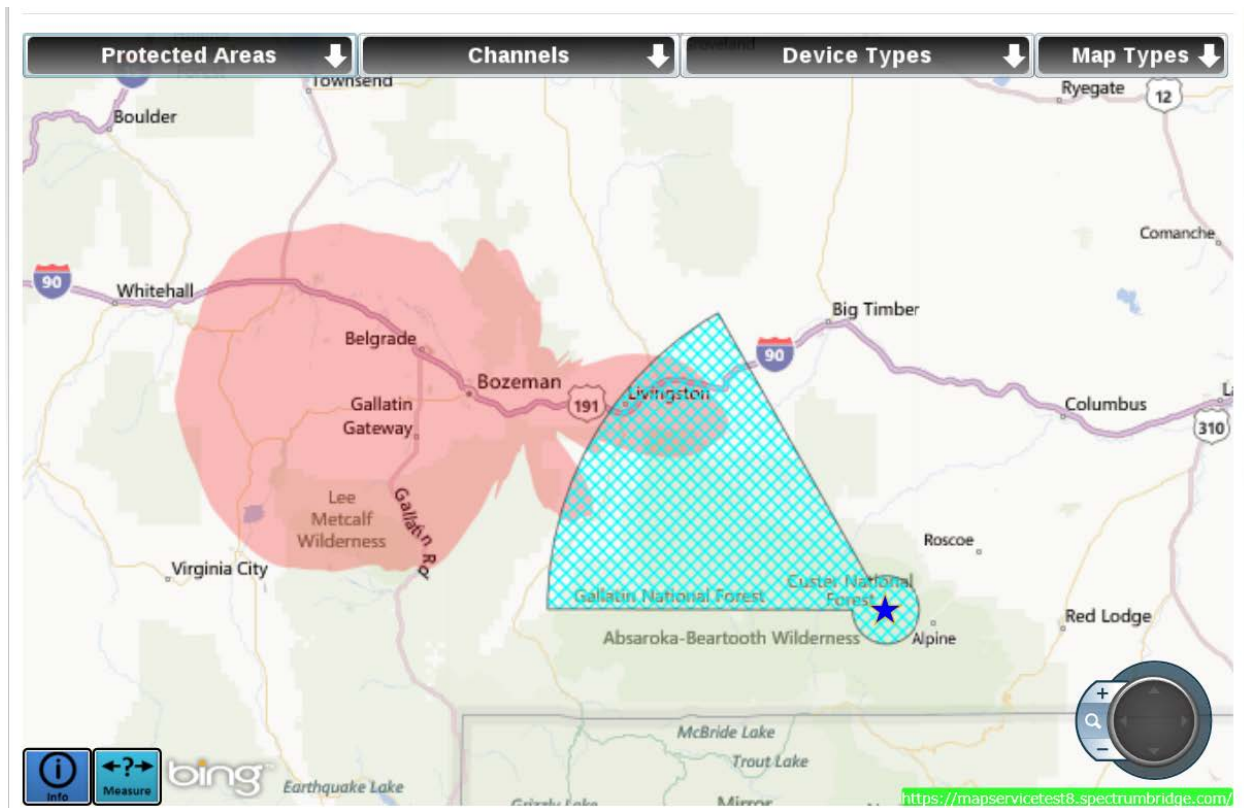 Protected Areas
Channels
Device Types
Map Types
Townsend
Ryegate
12
Boulder
Comanche
90
Whitehall
Big Timber
Belgrade
90
Bozeman
Livingston
191
Gallatin
Gateway
Columbus
310
Lee
Metcalf
Wilderness
Gallatin
Roscoe
Virginia City
Custer National
Forest
Gallatin National Forest
Red Lodge
Absaroka-Beartooth Wilderness
Alpine
+
McBride Lake
−
Trout Lake
i
Info
←?→
Measure
bing
Earthquake Lake
Grizzly Lake
Mirror
https://mapservicetest8.spectrumbridge.com/